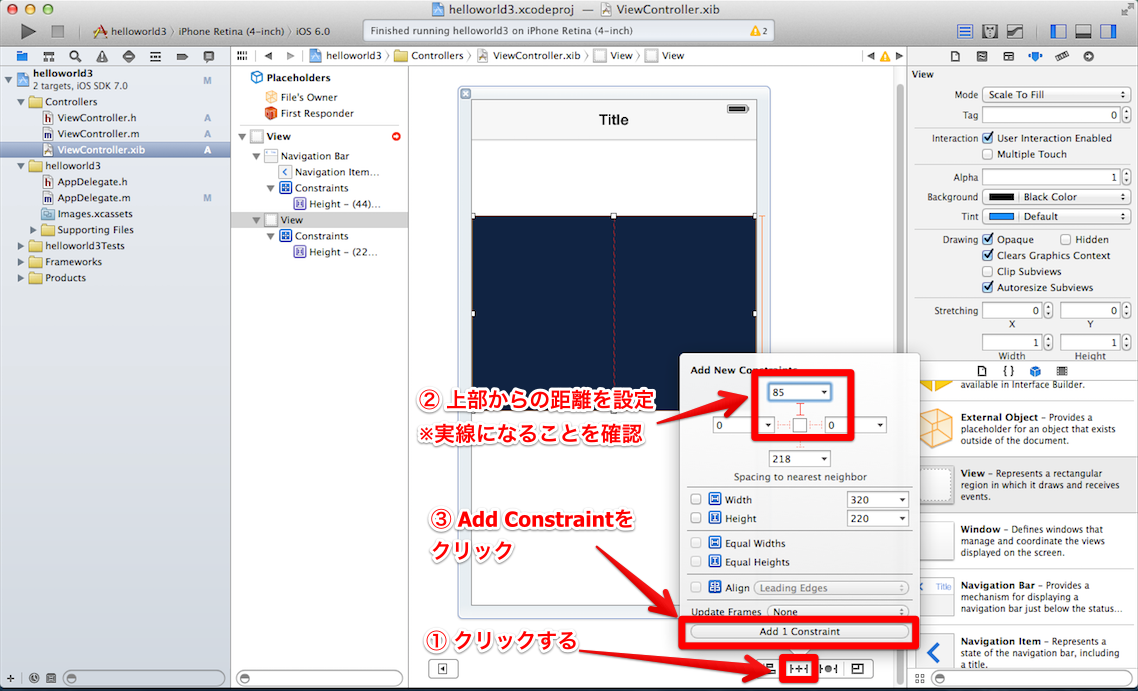 helloworld3.xcodeproj — ViewController.xib
helloworld3 〉 iPhone Retina (4-inch) 〉 iOS 6.0
Finished running helloworld3 on iPhone Retina (4-inch)
2
helloworld3 〉 Controllers 〉 ViewController.xib 〉 View 〉 View
helloworld3
2 targets, iOS SDK 7.0
M
Controllers
ViewController.h
A
ViewController.m
A
ViewController.xib
A
helloworld3
AppDelegate.h
AppDelegate.m
M
Images.xcassets
Supporting Files
helloworld3Tests
Frameworks
Products
Placeholders
File's Owner
First Responder
View
Navigation Bar
Navigation Item...
Constraints
Height – (44)...
View
Constraints
Height – (22...
Title
② 上部からの距離を設定
※実線になることを確認
③ Add Constraintを
クリック
① クリックする
Add New Constraints
85
0
0
218
Spacing to nearest neighbor
Width
320
Height
220
Equal Widths
Equal Heights
Align
Leading Edges
Update Frames
None
Add 1 Constraint
View
Mode
Scale To Fill
Tag
0
Interaction
User Interaction Enabled
Multiple Touch
Alpha
1
Background
Black Color
Tint
Default
Drawing
Opaque
Hidden
Clears Graphics Context
Clip Subviews
Autoresize Subviews
Stretching
0
0
X
Y
1
1
Width
Height
{ }
available in Interface Builder.
External Object – Provides a
placeholder for an object that exists
outside of the document.
View – Represents a rectangular
region in which it draws and receives
events.
Window – Defines windows that
manage and coordinate the views
displayed on the screen.
Title
Navigation Bar – Provides a
mechanism for displaying a
navigation bar just below the status...
Navigation Item – Represents a
state of the navigation bar, including
a title.